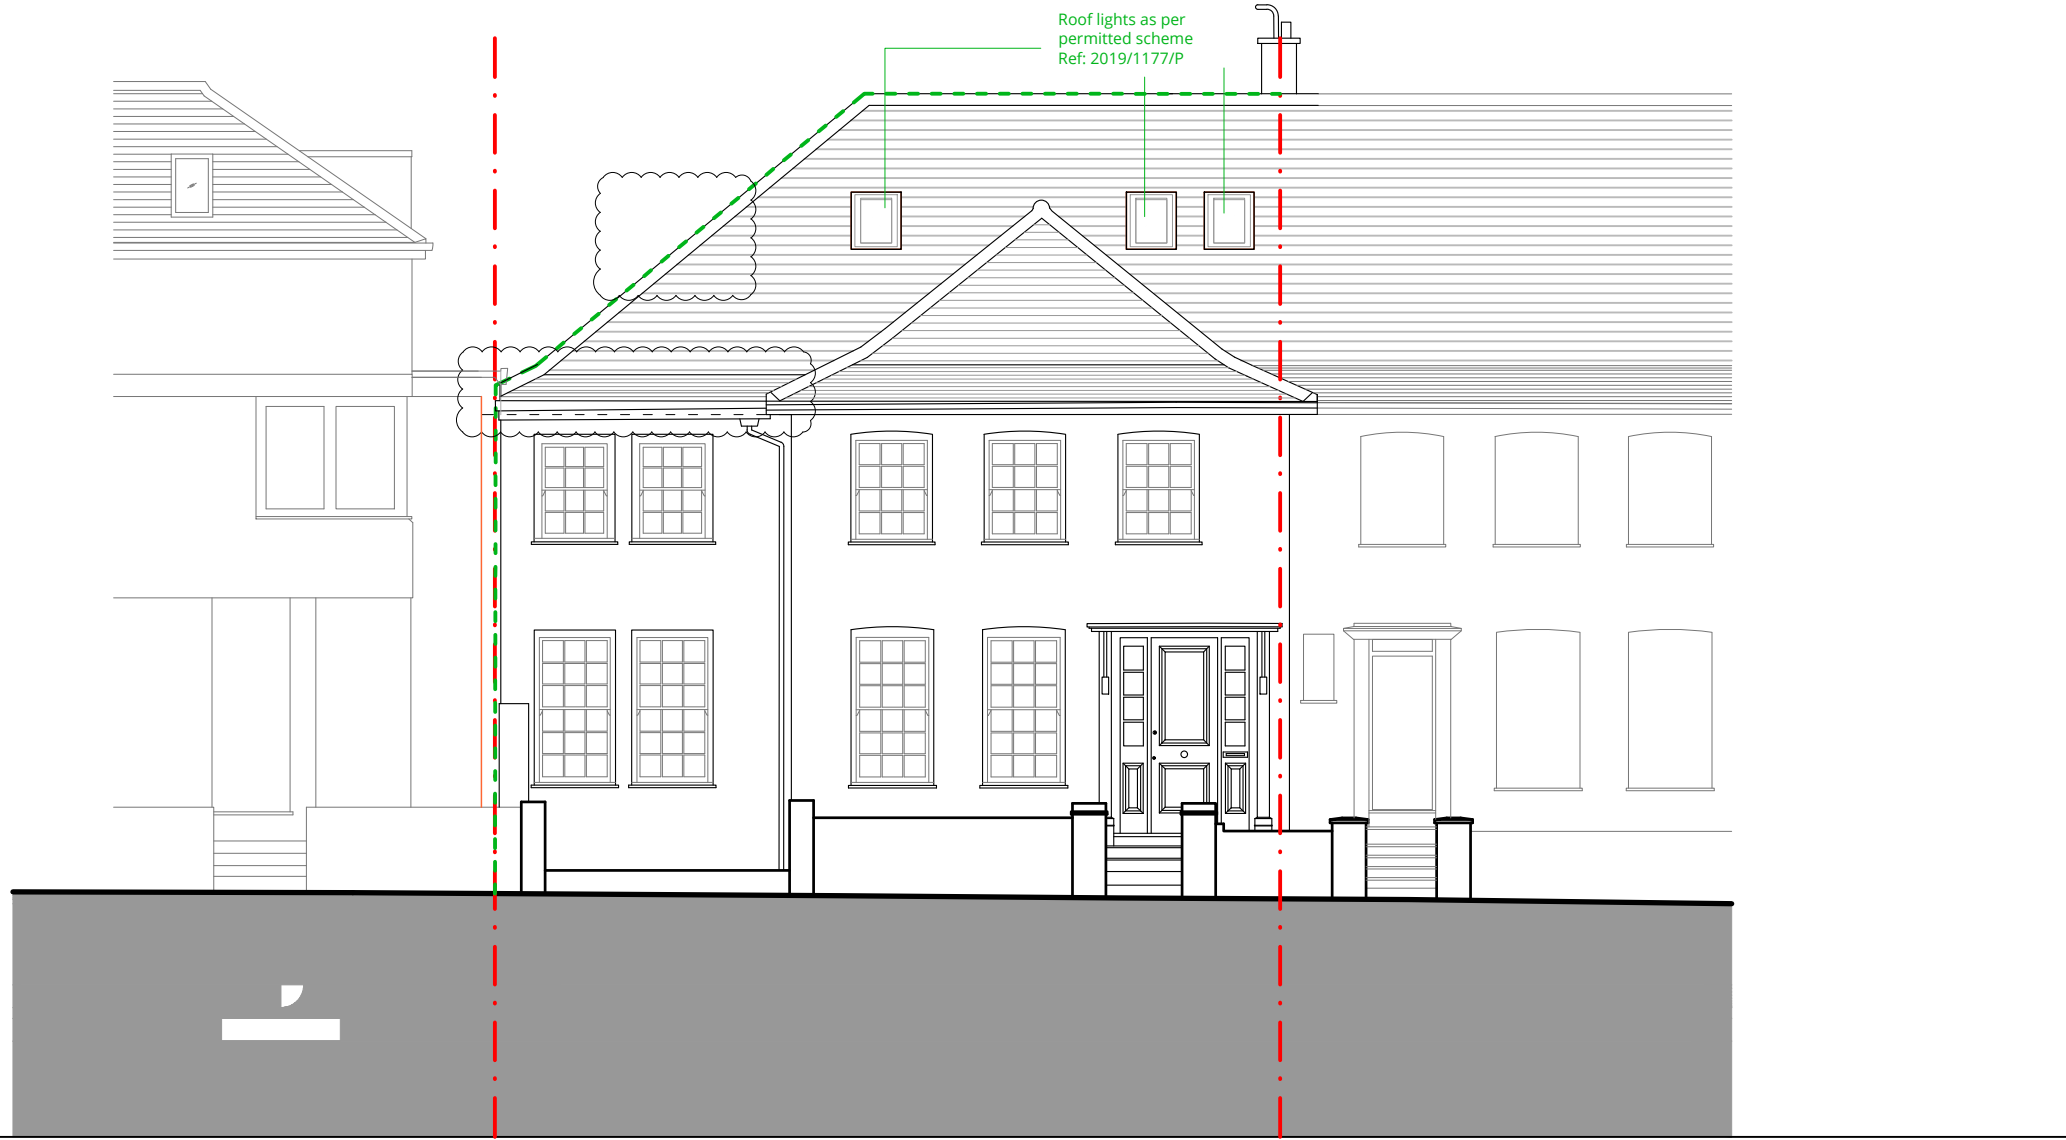 Roof lights as per
permitted scheme
Ref: 2019/1177/P